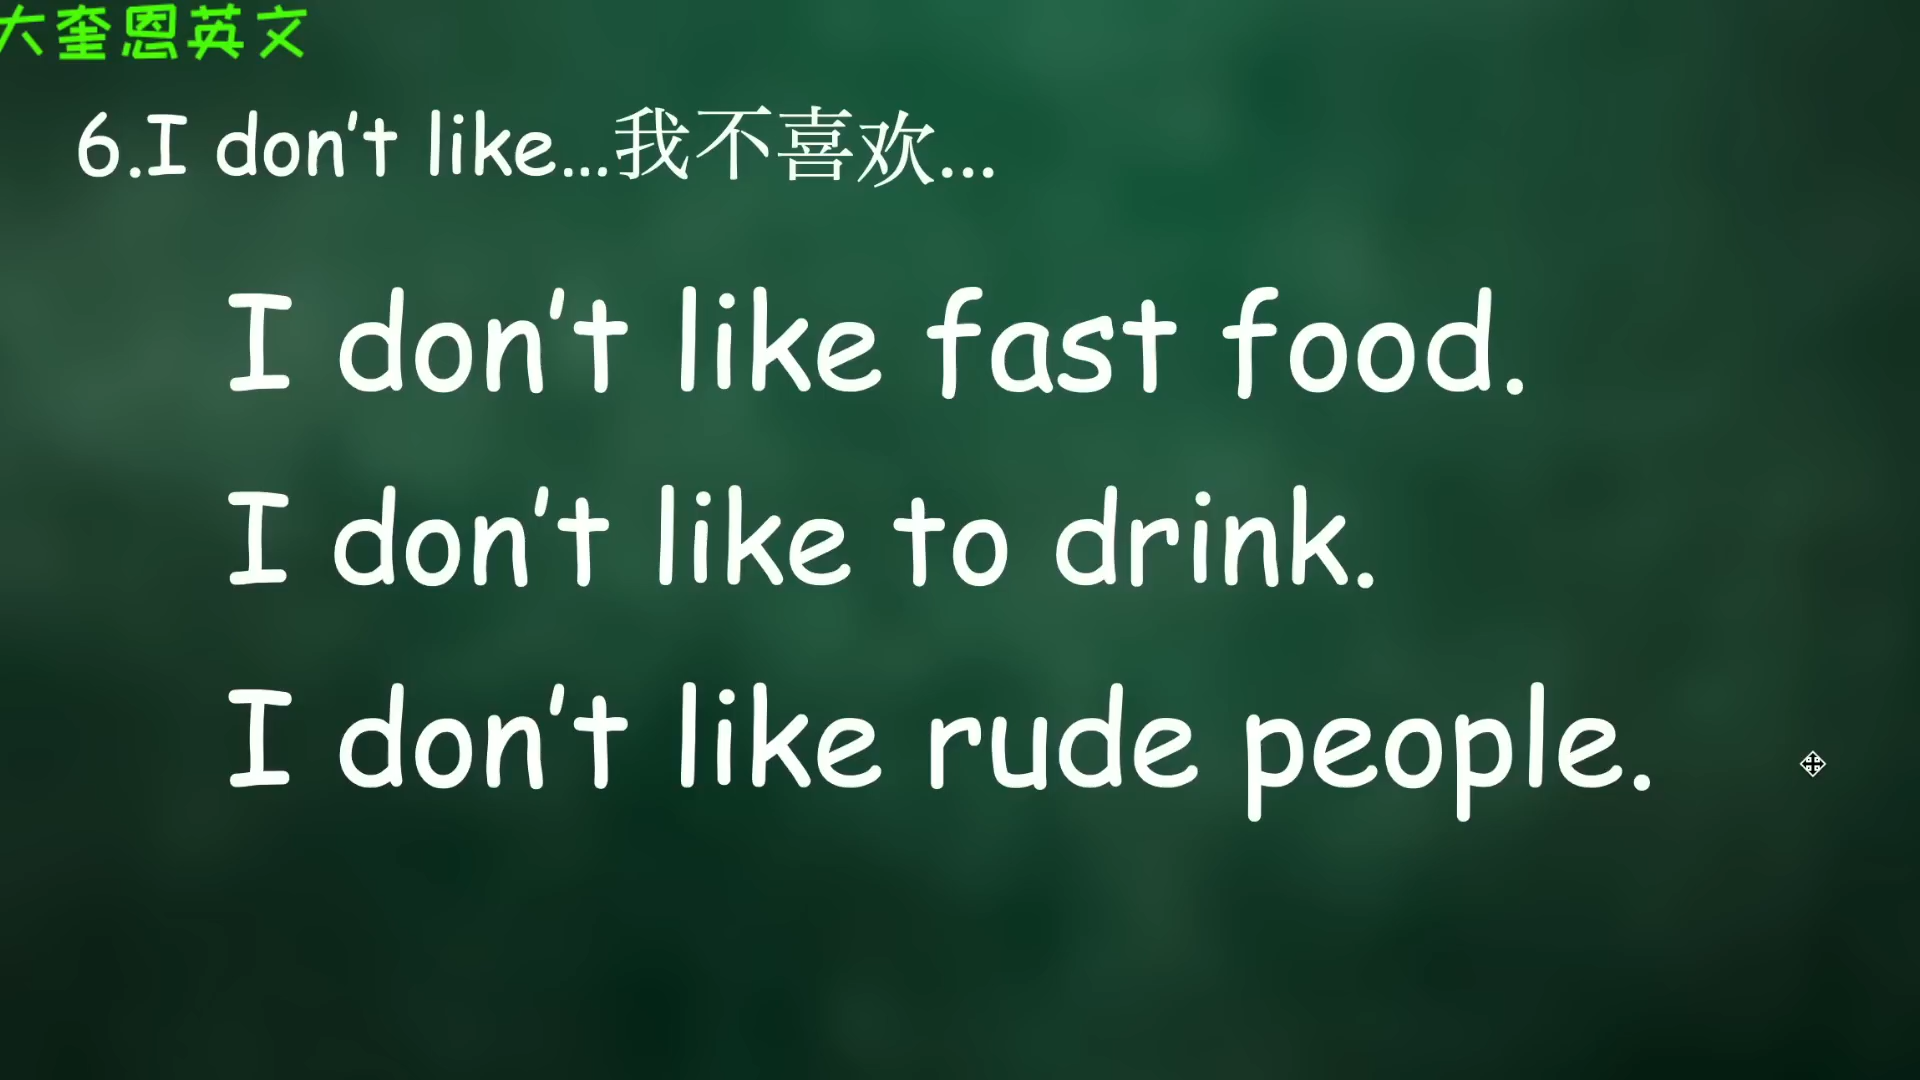 大奎恩英文
6.I don’t like...我不喜欢...
I don’t like fast food.
I don’t like to drink.
I don’t like rude people.